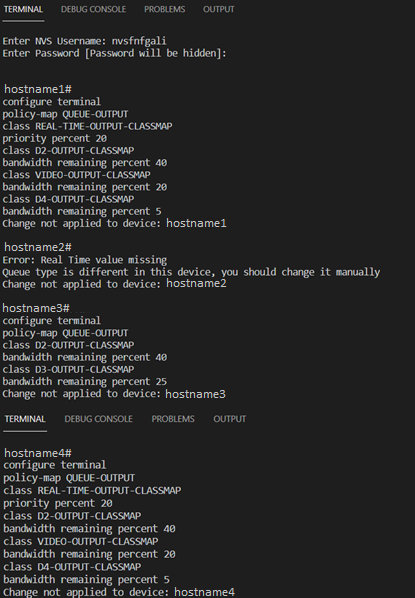 TERMINAL DEBUG CONSOLE PROBLEMS OUTPUT
Enter NVS Username: nvsfnfgali
Enter Password [Password will be hidden]:
hostname1#
configure terminal
policy-map QUEUE-OUTPUT
class REAL-TIME-OUTPUT-CLASSMAP
priority percent 20
class D2-OUTPUT-CLASSMAP
bandwidth remaining percent 40
class VIDEO-OUTPUT-CLASSMAP
bandwidth remaining percent 20
class D4-OUTPUT-CLASSMAP
bandwidth remaining percent 5
Change not applied to device: hostname1
hostname2#
Error: Real Time value missing
Queue type is different in this device, you should change it manually
Change not applied to device: hostname2
hostname3#
configure terminal
policy-map QUEUE-OUTPUT
class D2-OUTPUT-CLASSMAP
bandwidth remaining percent 40
class D3-OUTPUT-CLASSMAP
bandwidth remaining percent 25
Change not applied to device: hostname3
TERMINAL DEBUG CONSOLE PROBLEMS OUTPUT
hostname4#
configure terminal
policy-map QUEUE-OUTPUT
class REAL-TIME-OUTPUT-CLASSMAP
priority percent 20
class D2-OUTPUT-CLASSMAP
bandwidth remaining percent 40
class VIDEO-OUTPUT-CLASSMAP
bandwidth remaining percent 20
class D4-OUTPUT-CLASSMAP
bandwidth remaining percent 5
Change not applied to device: hostname4